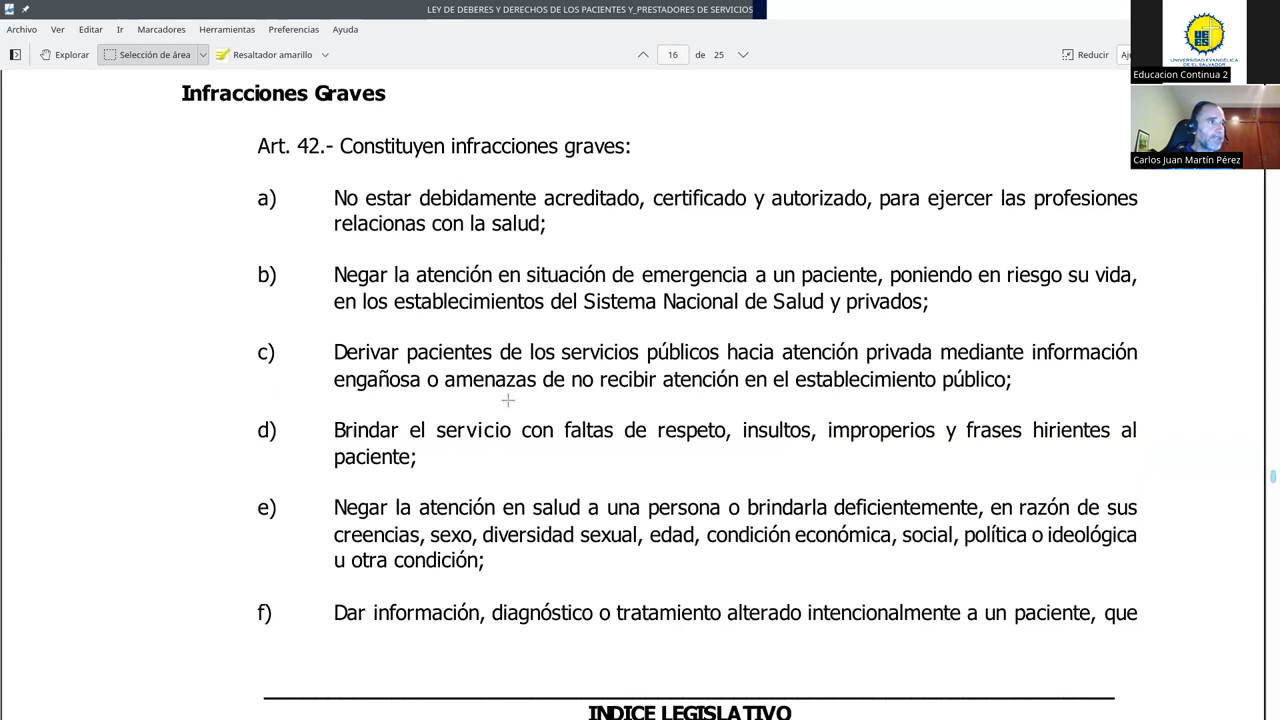 LEY DE DEBERES Y DERECHOS DE LOS PACIENTES Y_PRESTADORES DE SERVICIOS
Archivo Ver Editar Ir Marcadores Herramientas Preferencias Ayuda
Explorar Selección de área Resaltador amarillo 16 de 25 Reducir
UNIVERSIDAD EVANGÉLICA
DE EL SALVADOR
Educacion Continua 2
Carlos Juan Martín Pérez
Infracciones Graves
Art. 42.- Constituyen infracciones graves:
a) No estar debidamente acreditado, certificado y autorizado, para ejercer las profesiones
relacionas con la salud;
b) Negar la atención en situación de emergencia a un paciente, poniendo en riesgo su vida,
en los establecimientos del Sistema Nacional de Salud y privados;
c) Derivar pacientes de los servicios públicos hacia atención privada mediante información
engañosa o amenazas de no recibir atención en el establecimiento público;
d) Brindar el servicio con faltas de respeto, insultos, improperios y frases hirientes al
paciente;
e) Negar la atención en salud a una persona o brindarla deficientemente, en razón de sus
creencias, sexo, diversidad sexual, edad, condición económica, social, política o ideológica
u otra condición;
f) Dar información, diagnóstico o tratamiento alterado intencionalmente a un paciente, que
INDICE LEGISLATIVO